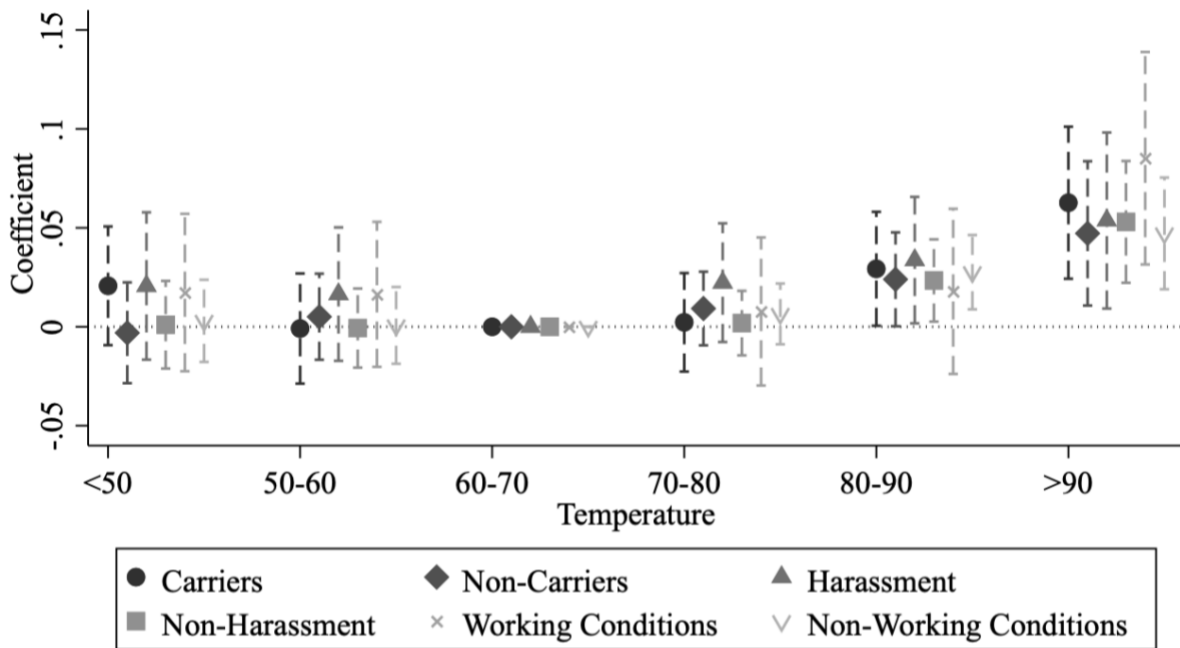 .15
.1
.05
0
-.05
Coefficient
<50 50-60 60-70 70-80 80-90 >90
Temperature
Carriers Non-Carriers Harassment
Non-Harassment Working Conditions Non-Working Conditions